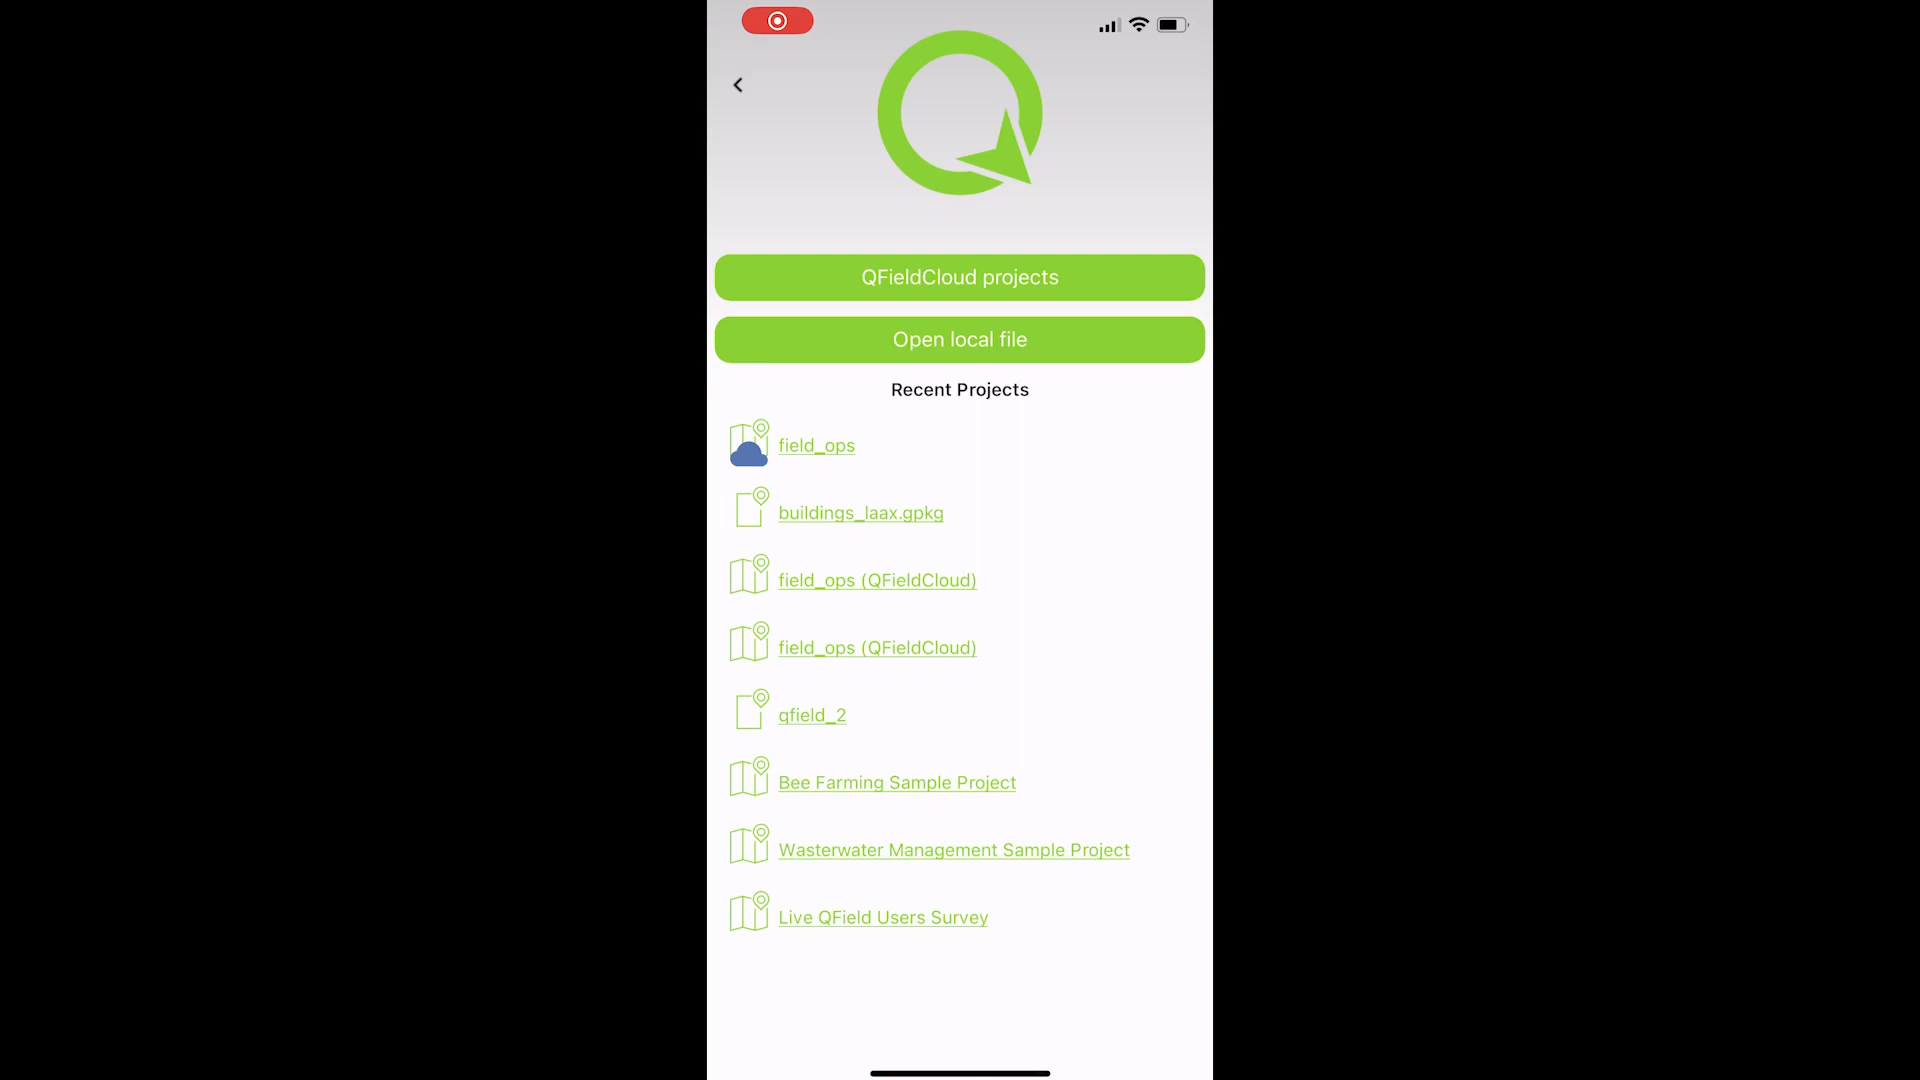 QFieldCloud projects
Open local file
Recent Projects
field_ops
buildings_laax.gpkg
field_ops (QFieldCloud)
field_ops (QFieldCloud)
qfield_2
Bee Farming Sample Project
Wasterwater Management Sample Project
Live QField Users Survey